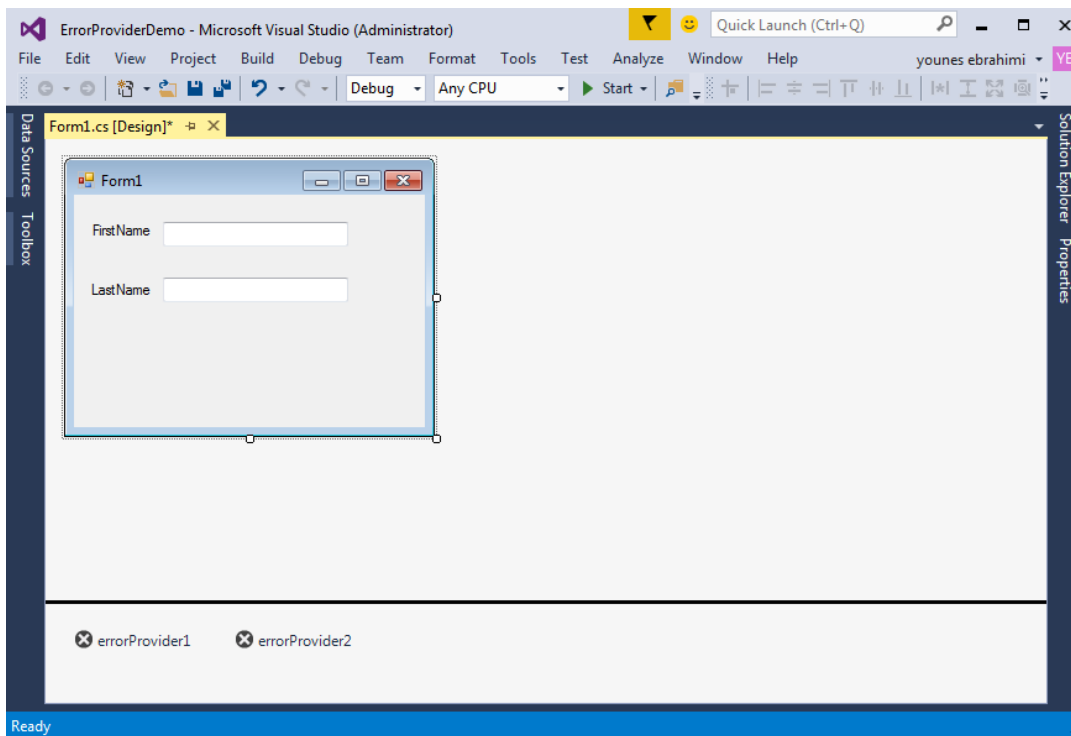 ErrorProviderDemo - Microsoft Visual Studio (Administrator)
Quick Launch (Ctrl+Q)
File Edit View Project Build Debug Team Format Tools Test Analyze Window Help
younes ebrahimi
YE
Debug
Any CPU
Start
Data Sources
Toolbox
Form1.cs [Design]*
Solution Explorer
Properties
Form1
FirstName
LastName
errorProvider1
errorProvider2
Ready